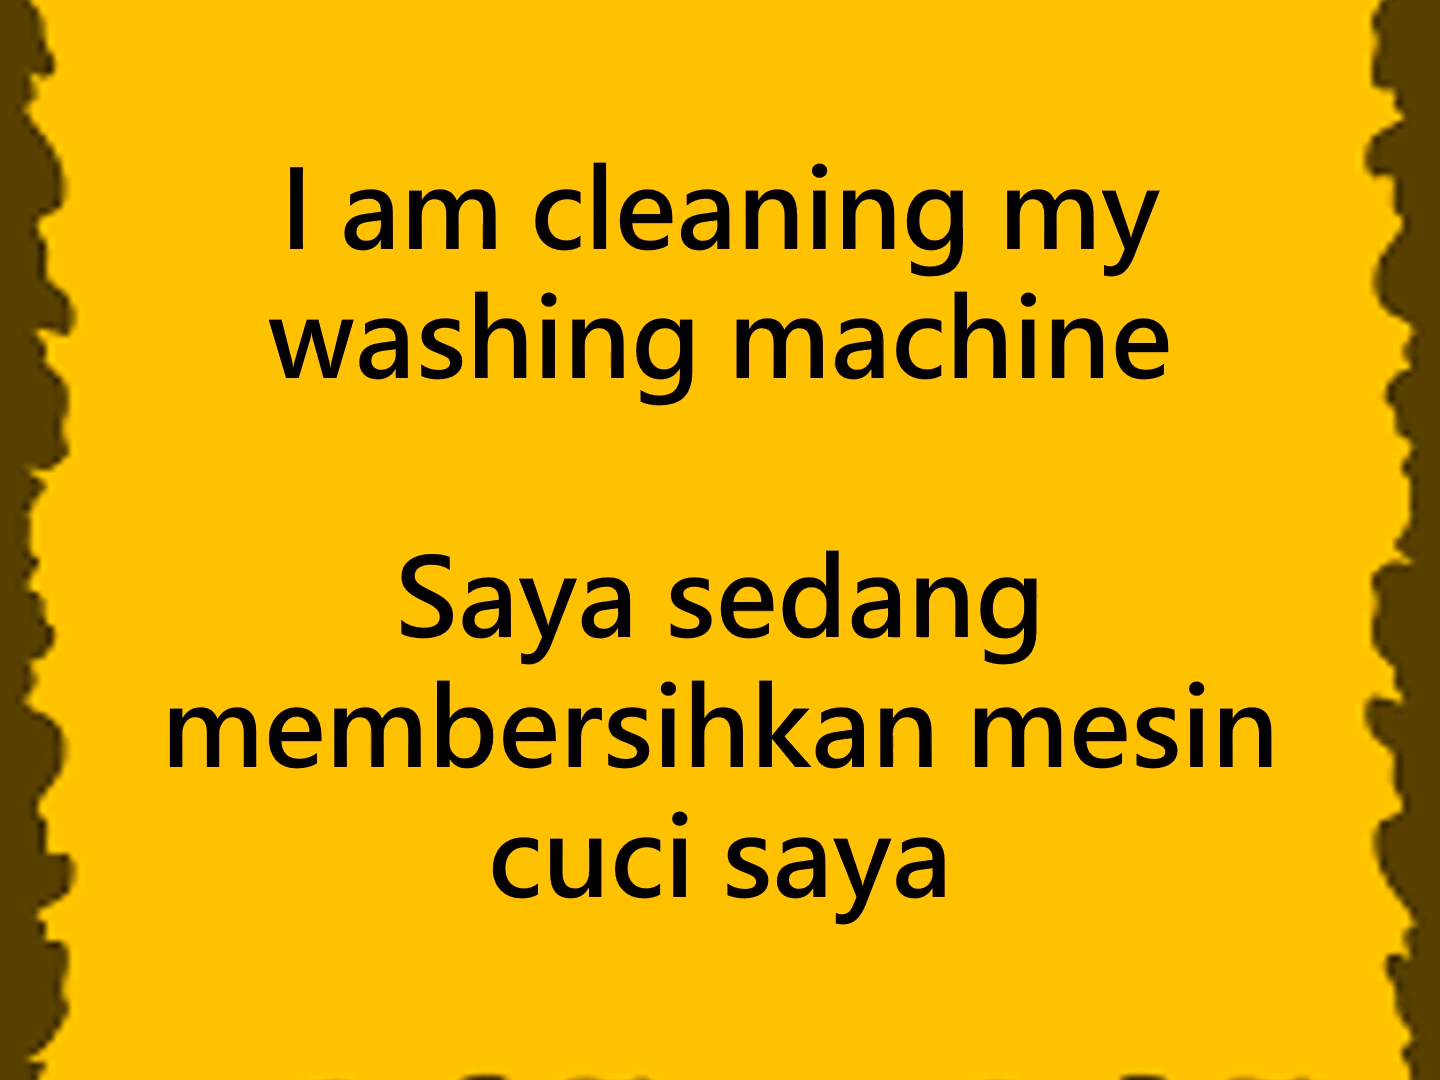 I am cleaning my
washing machine
Saya sedang
membersihkan mesin
cuci saya